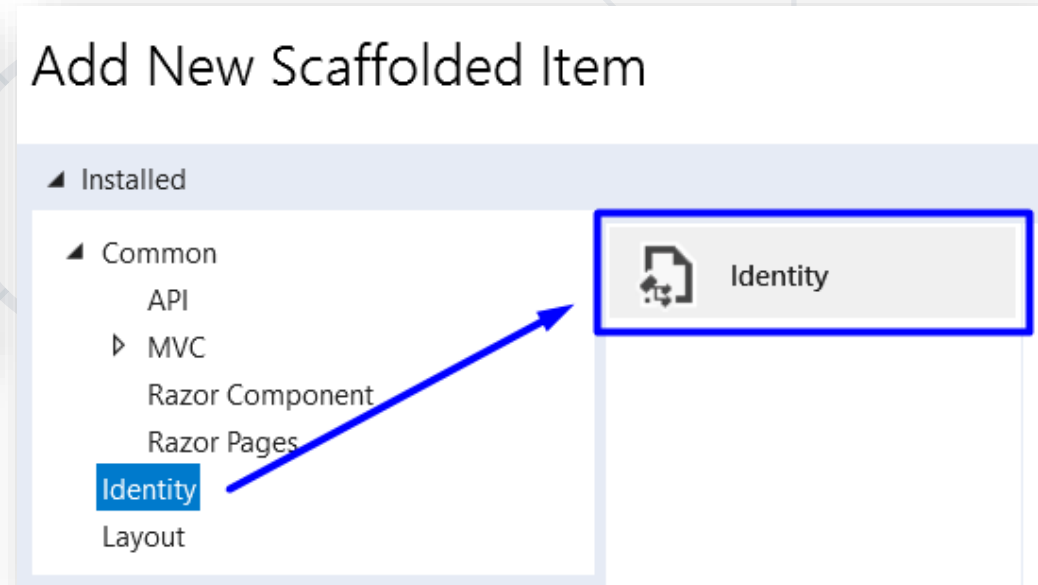 Add New Scaffolded Item
Installed
Common
API
MVC
Razor Component
Razor Pages
Identity
Layout
Identity